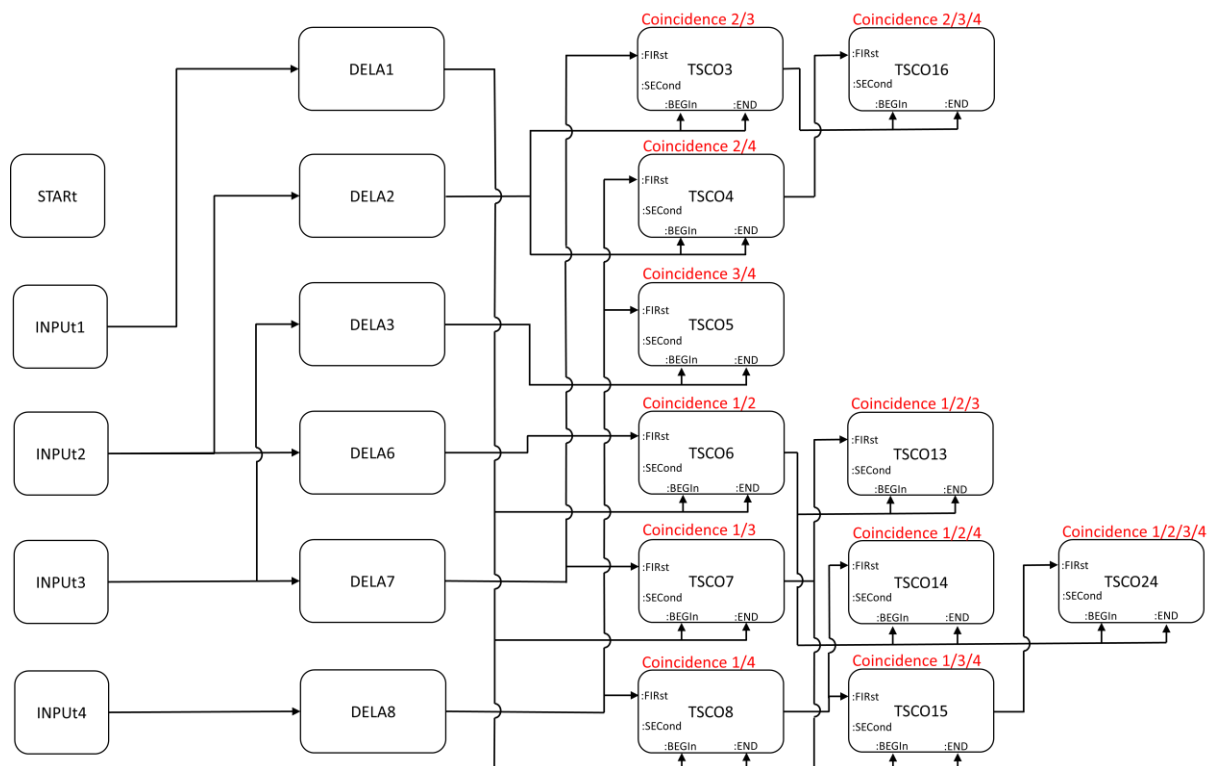 Coincidence 2/3
Coincidence 2/3/4
DELA1
:FIRst
TSCO3
:SECond
:BEGIn
:END
:FIRst
TSCO16
:SECond
:BEGIn
:END
Coincidence 2/4
STARt
DELA2
:FIRst
TSCO4
:SECond
:BEGIn
:END
Coincidence 3/4
INPUt1
DELA3
:FIRst
TSCO5
:SECond
:BEGIn
:END
Coincidence 1/2
Coincidence 1/2/3
INPUt2
DELA6
:FIRst
TSCO6
:SECond
:BEGIn
:END
:FIRst
TSCO13
:SECond
:BEGIn
:END
Coincidence 1/3
Coincidence 1/2/4
Coincidence 1/2/3/4
INPUt3
DELA7
:FIRst
TSCO7
:SECond
:BEGIn
:END
:FIRst
TSCO14
:SECond
:BEGIn
:END
:FIRst
TSCO24
:SECond
:BEGIn
:END
Coincidence 1/4
Coincidence 1/3/4
INPUt4
DELA8
:FIRst
TSCO8
:SECond
:BEGIn
:END
:FIRst
TSCO15
:SECond
:BEGIn
:END